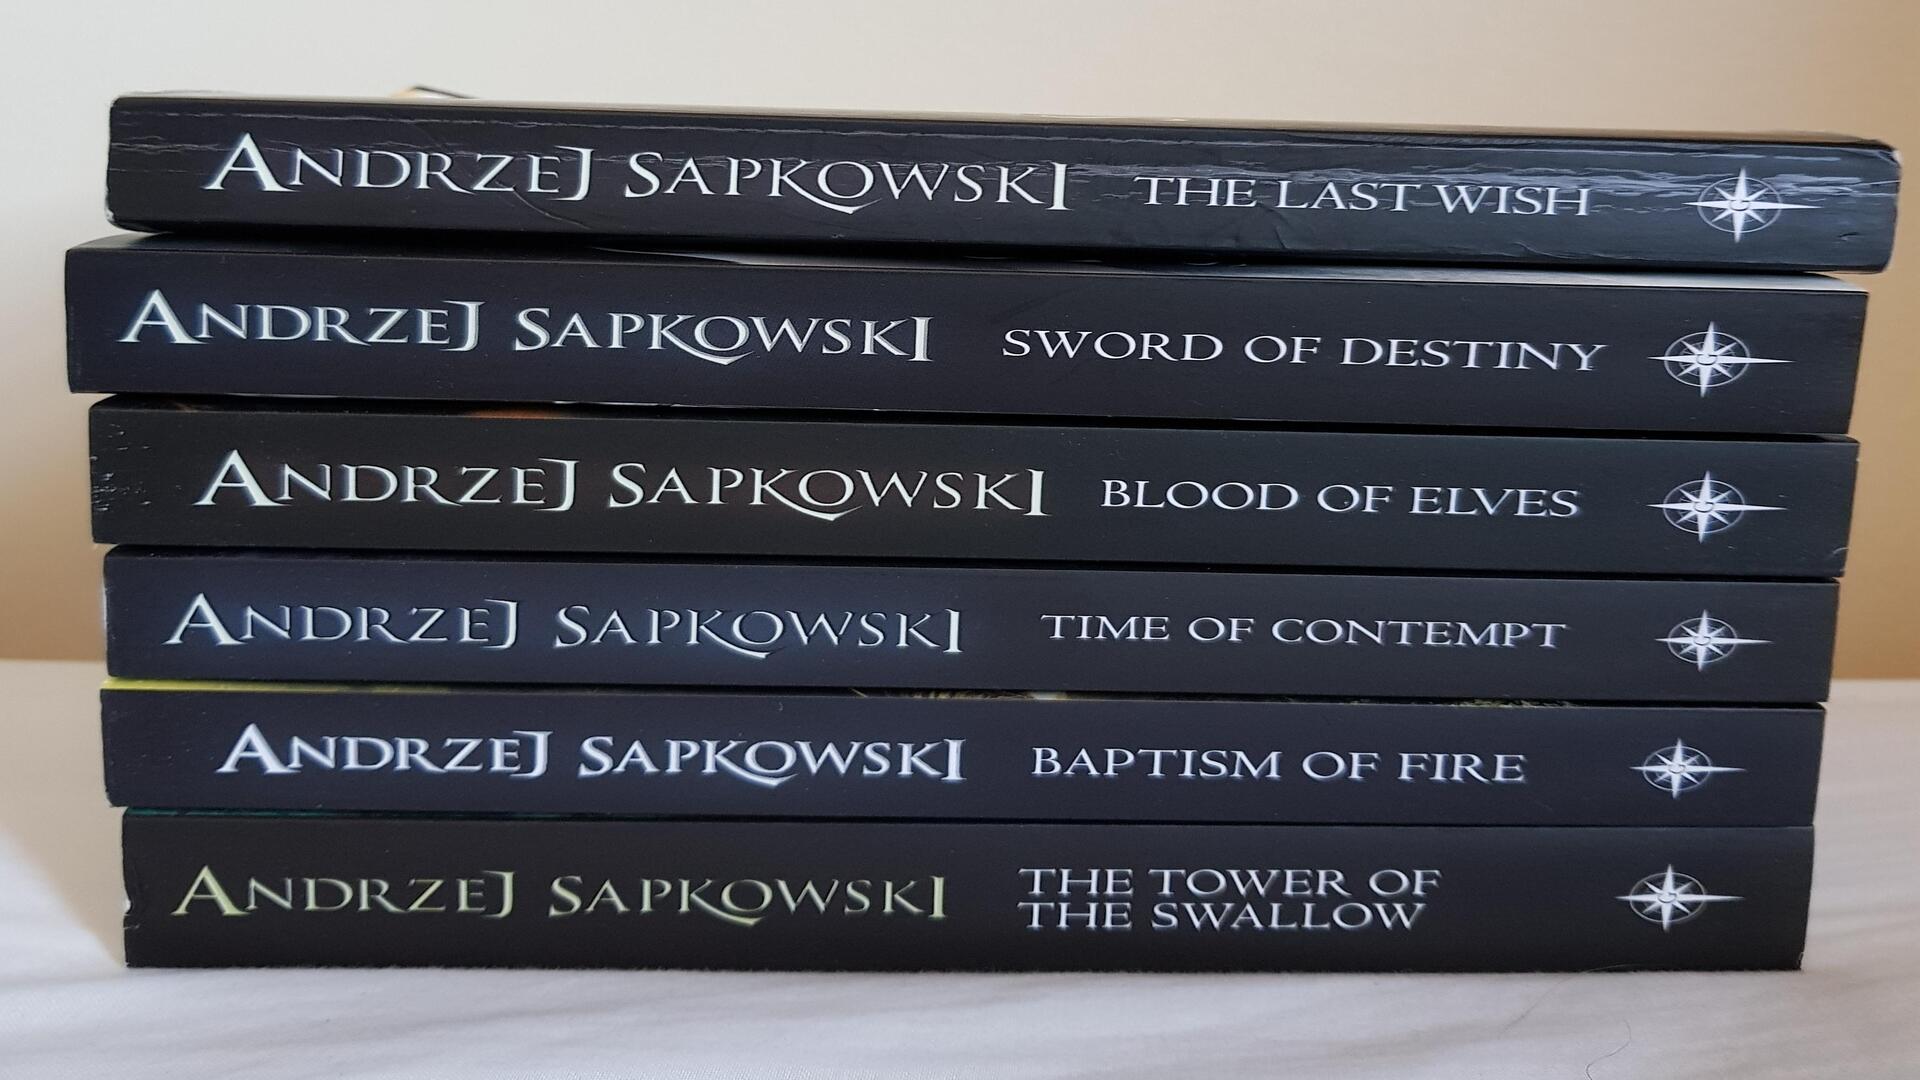 ANDRZEJ SAPKOWSKI THE LAST WISH
ANDRZEJ SAPKOWSKI SWORD OF DESTINY
ANDRZEJ SAPKOWSKI BLOOD OF ELVES
ANDRZEJ SAPKOWSKI TIME OF CONTEMPT
ANDRZEJ SAPKOWSKI BAPTISM OF FIRE
ANDRZEJ SAPKOWSKI THE TOWER OF
THE SWALLOW